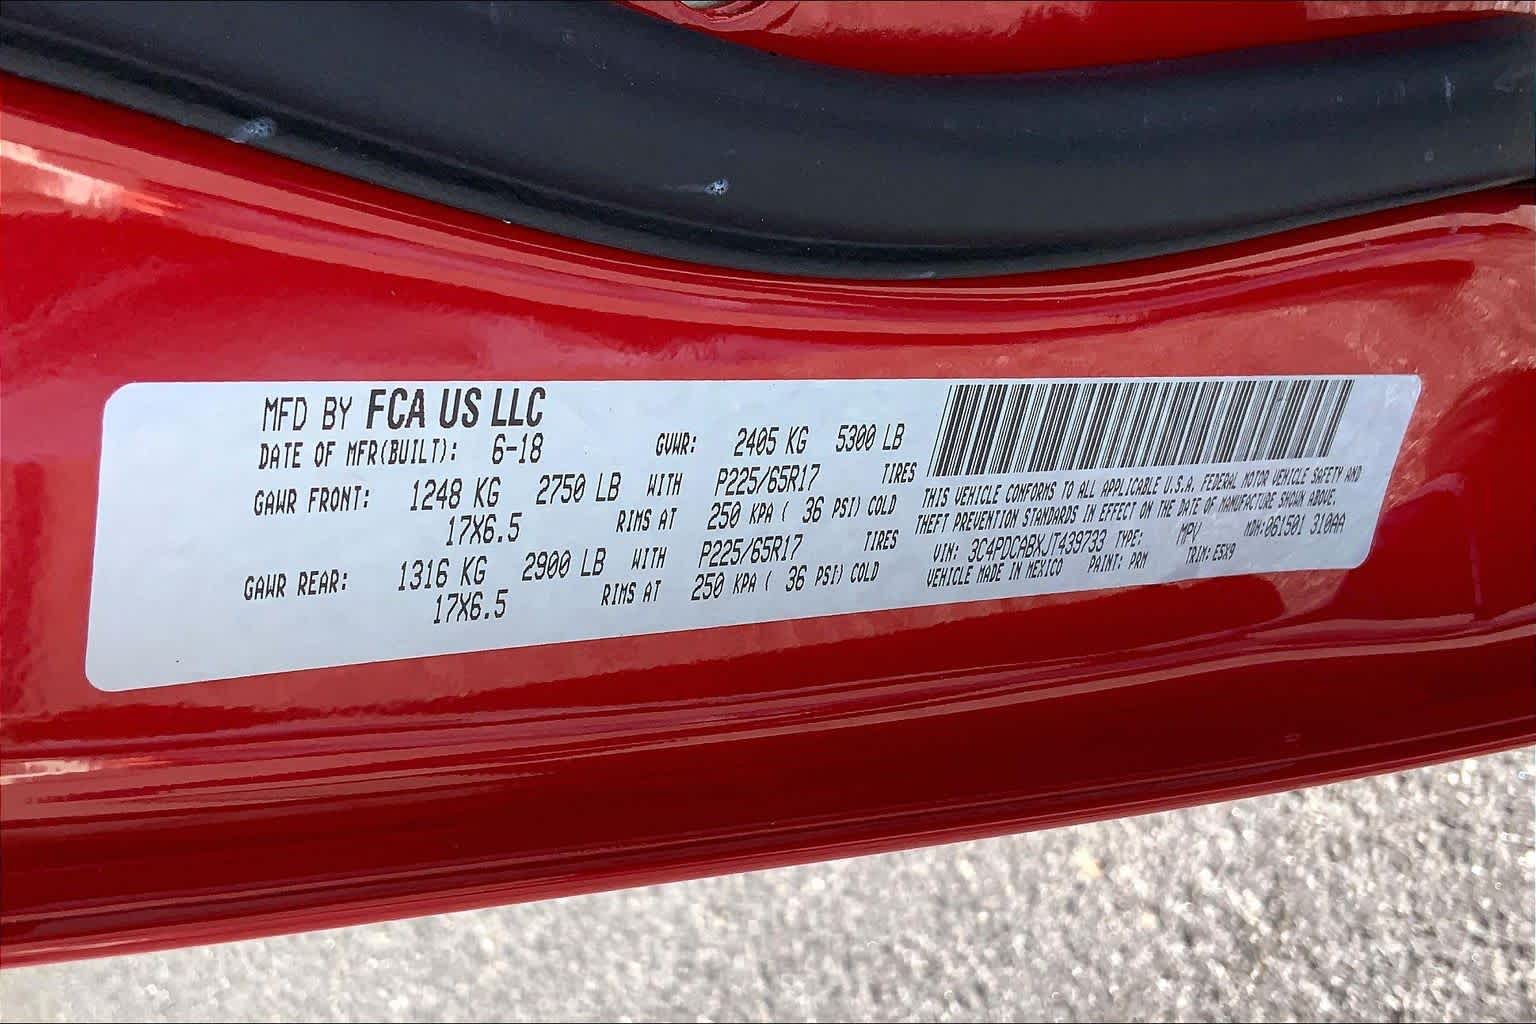 MFD BY FCA US LLC
DATE OF MFR(BUILT): 6-18 GVWR: 2405 KG 5300 LB
GAWR FRONT: 1248 KG 2750 LB WITH P225/65R17 TIRES
17X6.5 RIMS AT 250 KPA ( 36 PSI) COLD
GAWR REAR: 1316 KG 2900 LB WITH P225/65R17 TIRES
17X6.5 RIMS AT 250 KPA ( 36 PSI) COLD
THIS VEHICLE CONFORMS TO ALL APPLICABLE U.S.A. FEDERAL MOTOR VEHICLE SAFETY AND
THEFT PREVENTION STANDARDS IN EFFECT ON THE DATE OF MANUFACTURE SHOWN ABOVE.
VIN: 3C4PDCABXJT439733 TYPE: MPV MDH:061501 310AA
VEHICLE MADE IN MEXICO PAINT: PRM TRIM: E5X9